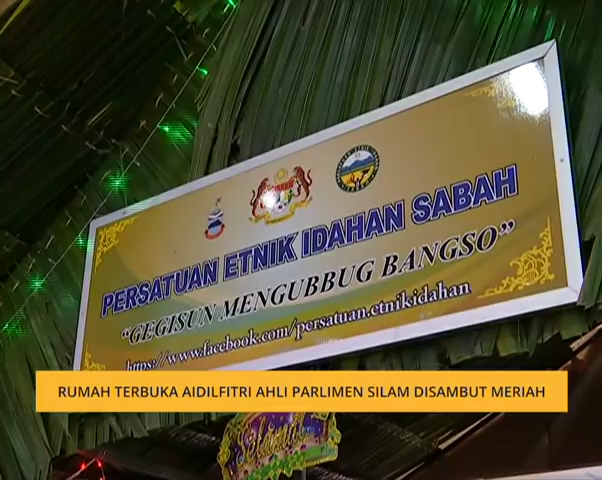 PERSATUAN ETNIK IDAHAN SABAH
"GEGISUN MENGUBBUG BANGSO"
https://www.facebook.com/persatuan.etnikidahan
RUMAH TERBUKA AIDILFITRI AHLI PARLIMEN SILAM DISAMBUT MERIAH